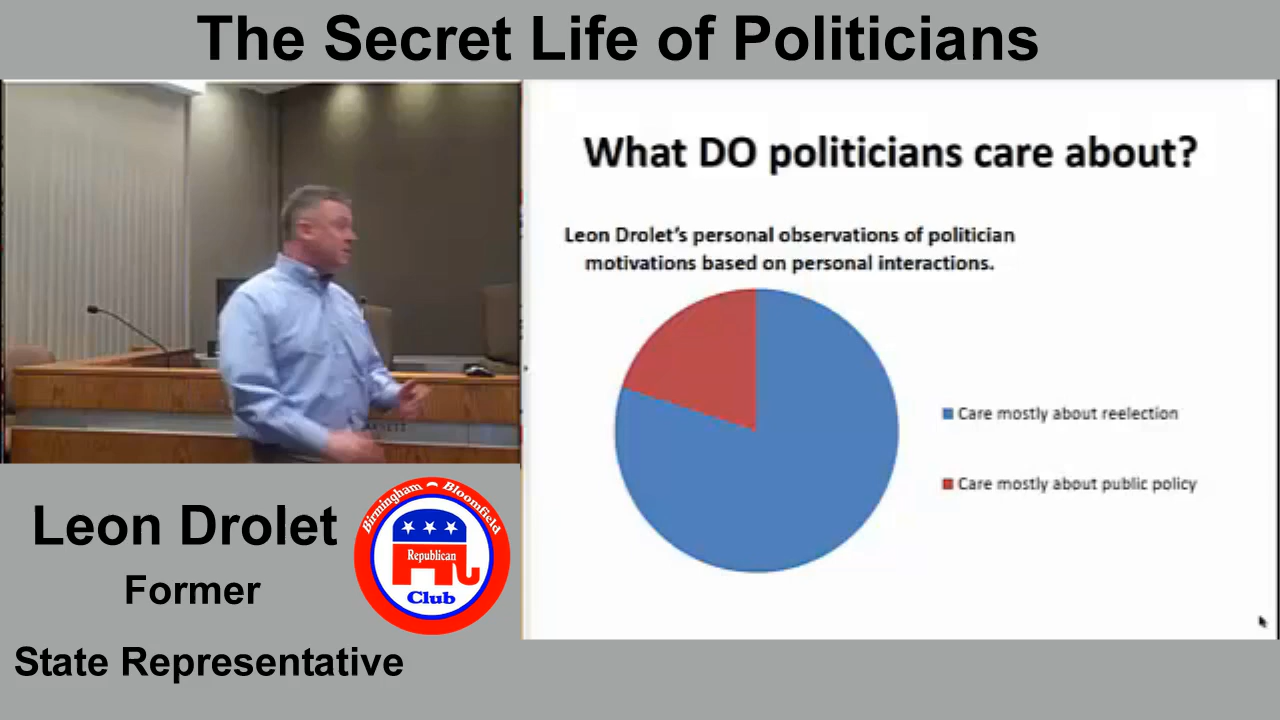 The Secret Life of Politicians
What DO politicians care about?
Leon Drolet's personal observations of politician
motivations based on personal interactions.
Care mostly about reelection
Care mostly about public policy
Leon Drolet
Former
State Representative
Birmingham Bloomfield
Republican
Club